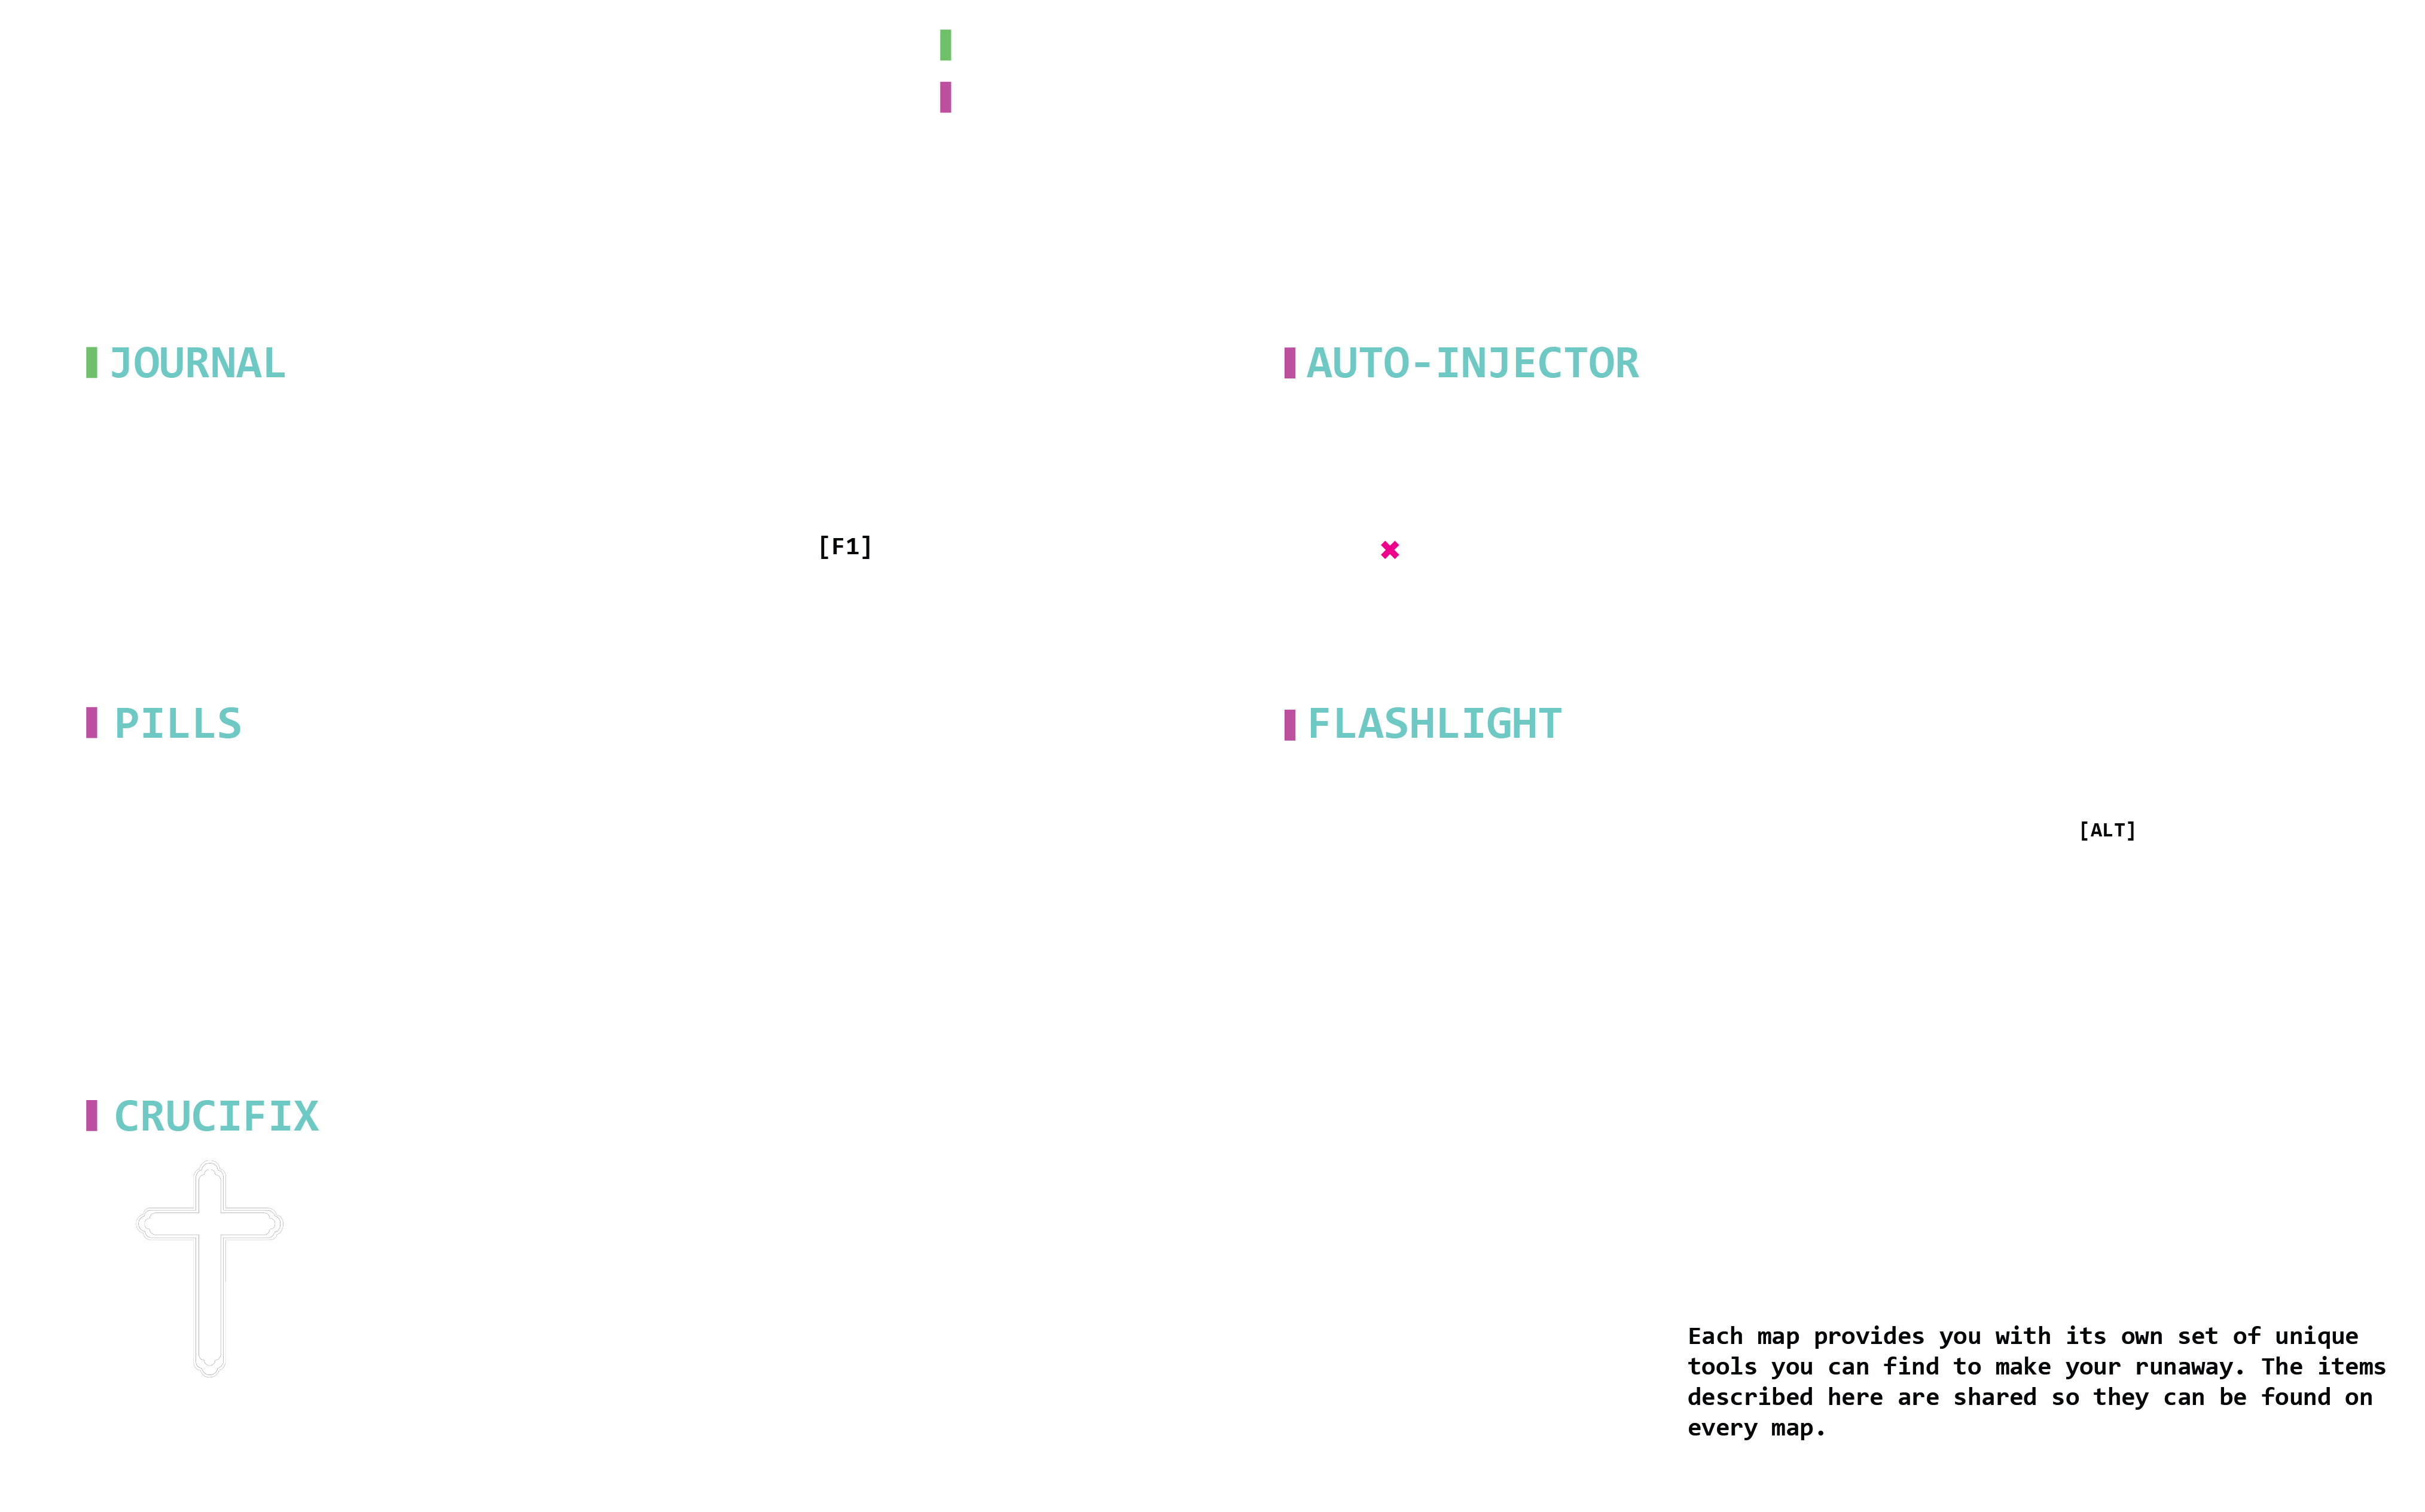 JOURNAL
AUTO-INJECTOR
[F1]
PILLS
FLASHLIGHT
[ALT]
CRUCIFIX
Each map provides you with its own set of unique
tools you can find to make your runaway. The items
described here are shared so they can be found on
every map.